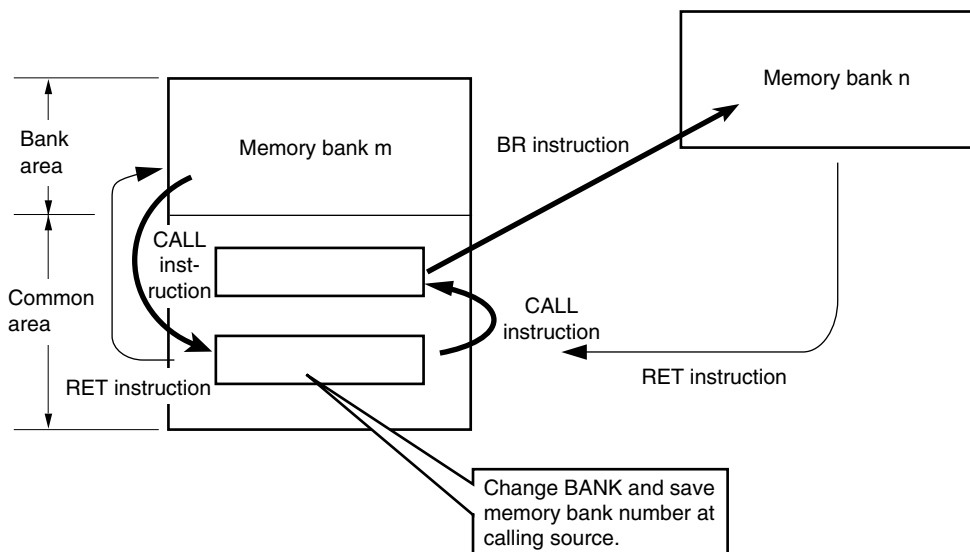 Memory bank n
Bank
area
Memory bank m
BR instruction
CALL
inst-
ruction
Common
area
CALL
instruction
RET instruction
RET instruction
Change BANK and save
memory bank number at
calling source.